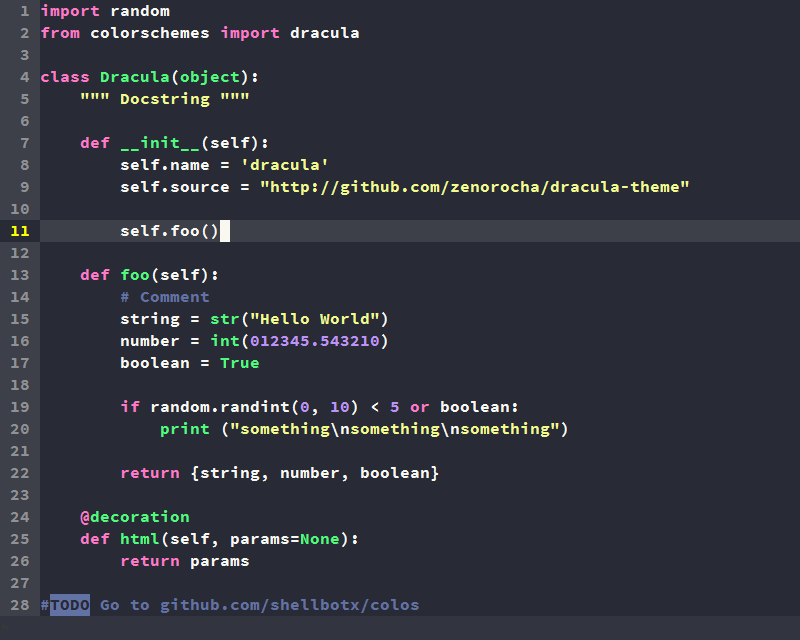 1 import random
2 from colorschemes import dracula
3
4 class Dracula(object):
5     """ Docstring """
6
7     def __init__(self):
8         self.name = 'dracula'
9         self.source = "http://github.com/zenorocha/dracula-theme"
10
11         self.foo()
12
13     def foo(self):
14         # Comment
15         string = str("Hello World")
16         number = int(012345.543210)
17         boolean = True
18
19         if random.randint(0, 10) < 5 or boolean:
20             print ("something\nsomething\nsomething")
21
22         return {string, number, boolean}
23
24     @decoration
25     def html(self, params=None):
26         return params
27
28 #TODO Go to github.com/shellbotx/colos